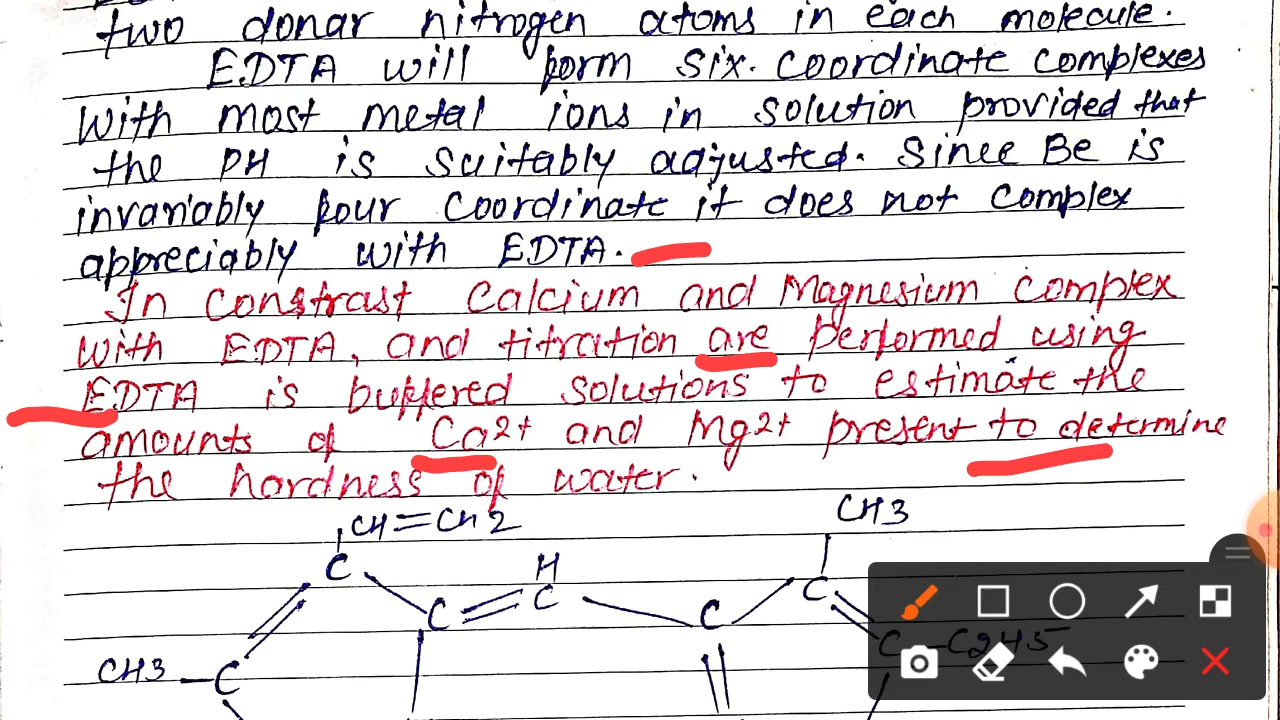 two donar nitrogen atoms in each molecule.
EDTA will form six. coordinate complexes
with most metal ions in solution provided that
the PH is suitably adjusted. Since Be is
invariably four coordinate it does not complex
appreciably with EDTA.
In constrast calcium and Magnesium complex
with EDTA, and titration are performed using
EDTA is buffered solutions to estimate the
amounts of Ca2+ and Mg2+ present to determine
the hardness of water.
CH=CH2
CH3
C
H
C
C
C
C
C
C2H5
CH3
C